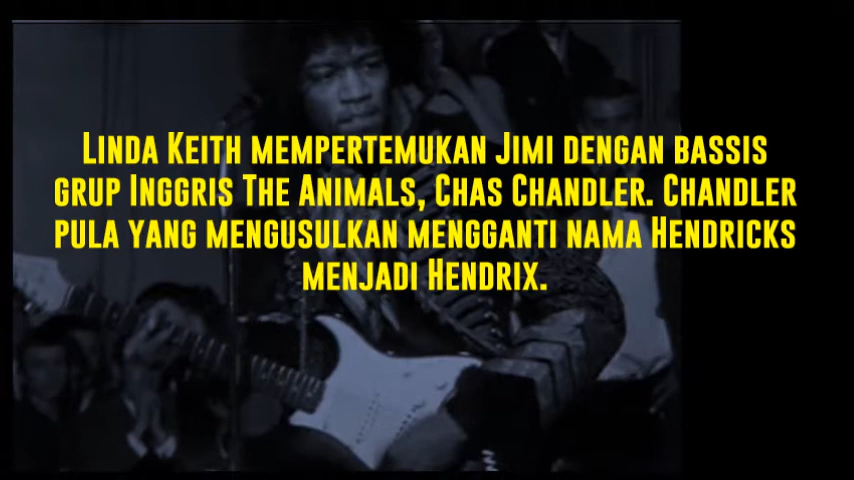 Linda Keith mempertemukan Jimi dengan bassis
grup Inggris The Animals, Chas Chandler. Chandler
pula yang mengusulkan mengganti nama Hendricks
menjadi Hendrix.